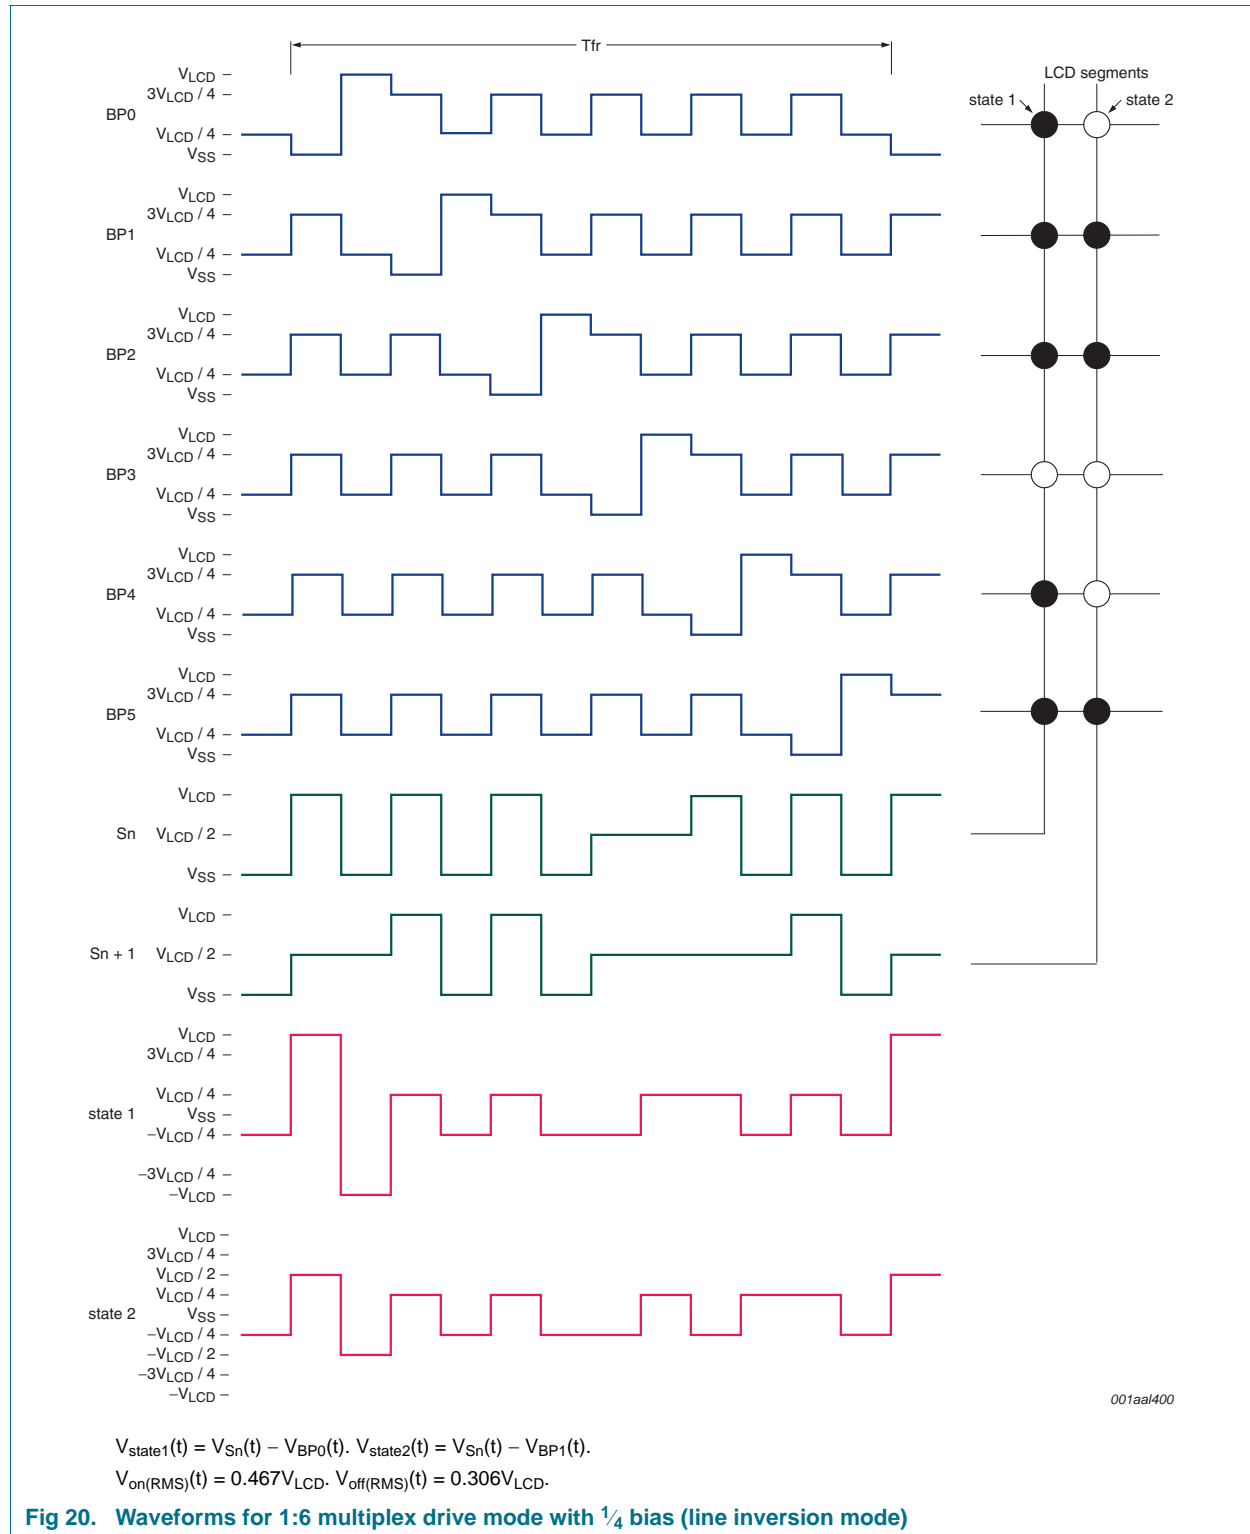 Tfr
LCD segments
state 1
state 2
BP0
VLCD
3VLCD / 4
VLCD / 4
VSS
BP1
VLCD
3VLCD / 4
VLCD / 4
VSS
BP2
VLCD
3VLCD / 4
VLCD / 4
VSS
BP3
VLCD
3VLCD / 4
VLCD / 4
VSS
BP4
VLCD
3VLCD / 4
VLCD / 4
VSS
BP5
VLCD
3VLCD / 4
VLCD / 4
VSS
Sn
VLCD
VLCD / 2
VSS
Sn + 1
VLCD
VLCD / 2
VSS
state 1
VLCD
3VLCD / 4
VLCD / 4
VSS
−VLCD / 4
−3VLCD / 4
−VLCD
state 2
VLCD
3VLCD / 4
VLCD / 2
VLCD / 4
VSS
−VLCD / 4
−VLCD / 2
−3VLCD / 4
−VLCD
001aal400
Vstate1(t) = VSn(t) − VBP0(t). Vstate2(t) = VSn(t) − VBP1(t).
Von(RMS)(t) = 0.467VLCD. Voff(RMS)(t) = 0.306VLCD.
Fig 20. Waveforms for 1:6 multiplex drive mode with 1⁄4 bias (line inversion mode)